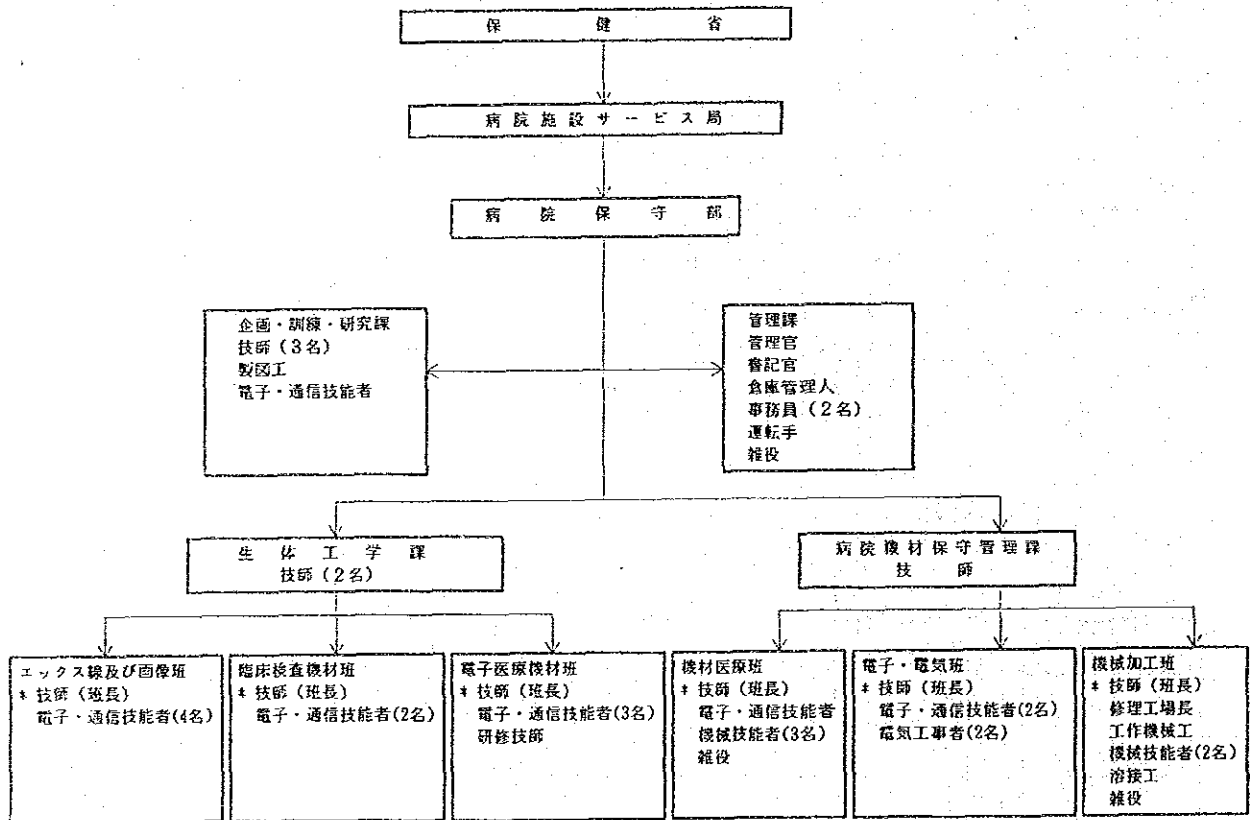 保健省
病院施設サービス局
病院保守部
企画・訓練・研究課
技師(3名)
製図工
電子・通信技能者
管理課
管理官
書記官
倉庫管理人
事務員(2名)
運転手
雑役
生体工学課
技師(2名)
病院機材保守管理課
技師
エックス線及び画像班
* 技師(班長)
電子・通信技能者(4名)
臨床検査機材班
* 技師(班長)
電子・通信技能者(2名)
電子医療機材班
* 技師(班長)
電子・通信技能者(3名)
研修技師
機材医療班
* 技師(班長)
電子・通信技能者
機械技能者(3名)
雑役
電子・電気班
* 技師(班長)
電子・通信技能者(2名)
電気工事者(2名)
機械加工班
* 技師(班長)
修理工場長
工作機械工
機械技能者(2名)
溶接工
雑役